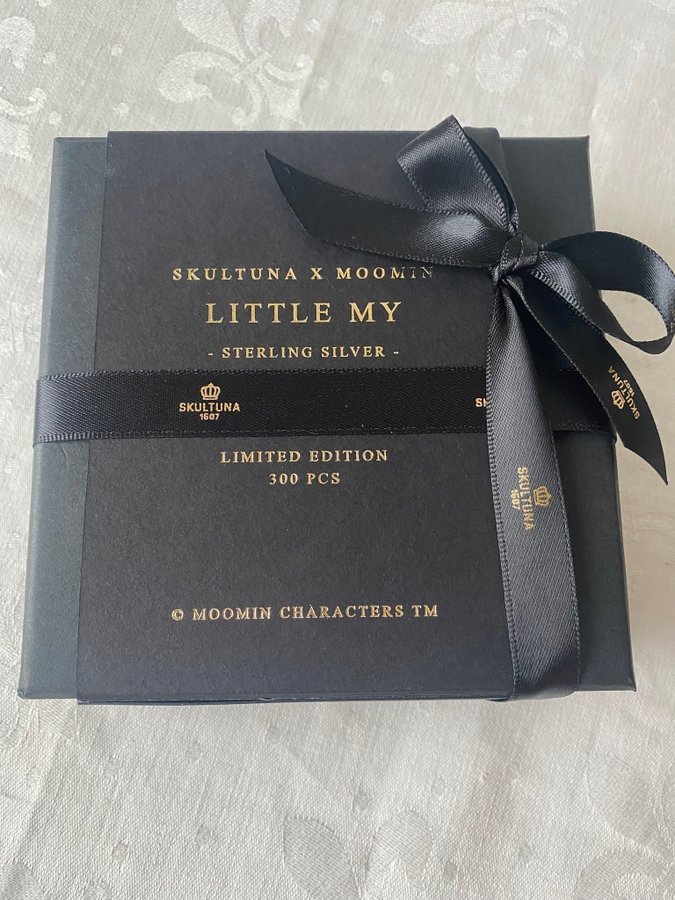 SKULTUNA X MOOMIN
LITTLE MY
- STERLING SILVER -
SKULTUNA
1607
SK
LIMITED EDITION
300 PCS
© MOOMIN CHARACTERS TM
SKULTUNA
1607
SKULTUNA
1607